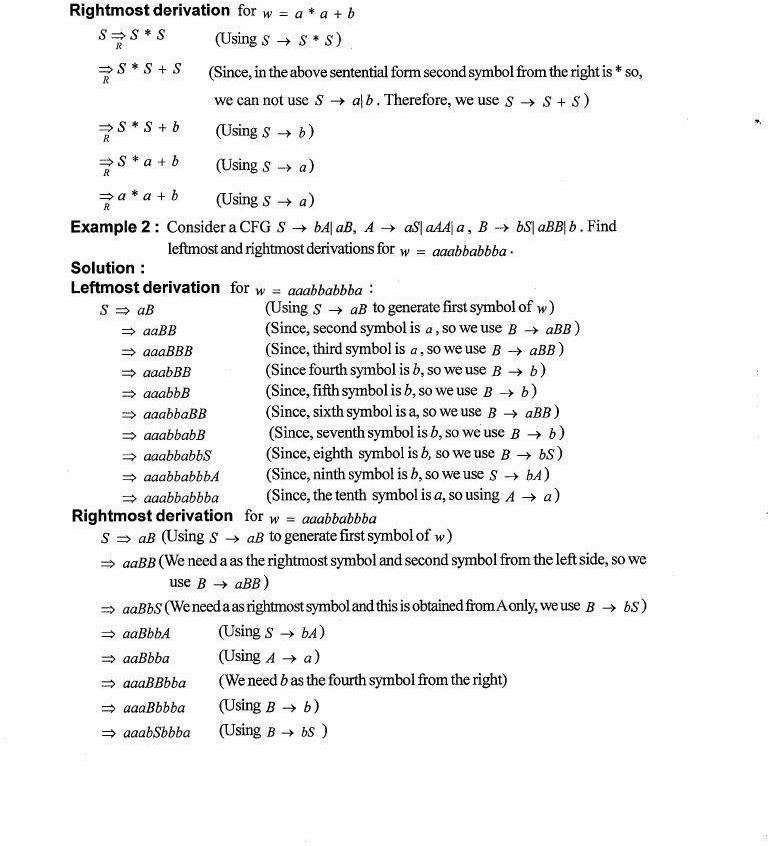 Rightmost derivation for w = a * a + b
S ⇒R S * S (Using S → S * S) .
⇒R S * S + S (Since, in the above sentential form second symbol from the right is * so,
we can not use S → a| b . Therefore, we use S → S + S )
⇒R S * S + b (Using S → b )
⇒R S * a + b (Using S → a )
⇒R a * a + b (Using S → a )
Example 2 : Consider a CFG S → bA| aB, A → aS| aAA| a , B → bS| aBB| b . Find
leftmost and rightmost derivations for w = aaabbabbba .
Solution :
Leftmost derivation for w = aaabbabbba :
S ⇒ aB (Using S → aB to generate first symbol of w )
⇒ aaBB (Since, second symbol is a , so we use B → aBB )
⇒ aaaBBB (Since, third symbol is a , so we use B → aBB )
⇒ aaabBB (Since fourth symbol is b, so we use B → b )
⇒ aaabbB (Since, fifth symbol is b, so we use B → b )
⇒ aaabbaBB (Since, sixth symbol is a, so we use B → aBB )
⇒ aaabbabB (Since, seventh symbol is b, so we use B → b )
⇒ aaabbabbS (Since, eighth symbol is b, so we use B → bS )
⇒ aaabbabbbA (Since, ninth symbol is b, so we use S → bA )
⇒ aaabbabbba (Since, the tenth symbol is a, so using A → a )
Rightmost derivation for w = aaabbabbba
S ⇒ aB (Using S → aB to generate first symbol of w )
⇒ aaBB (We need a as the rightmost symbol and second symbol from the left side, so we
use B → aBB )
⇒ aaBbS (We need a as rightmost symbol and this is obtained from A only, we use B → bS )
⇒ aaBbbA (Using S → bA )
⇒ aaBbba (Using A → a )
⇒ aaaBBbba (We need b as the fourth symbol from the right)
⇒ aaaBbbba (Using B → b )
⇒ aaabSbbba (Using B → bS )